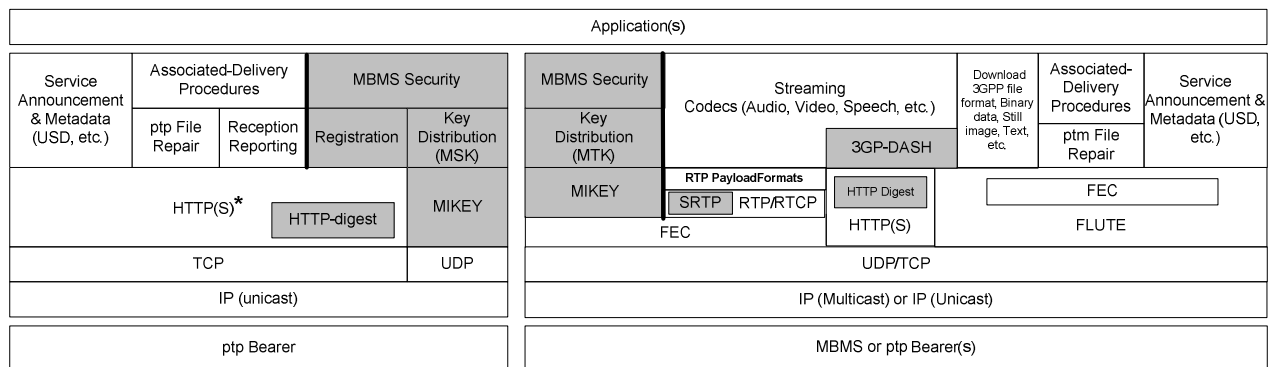 Application(s)
Service
Announcement
& Metadata
(USD, etc.)
Associated-Delivery
Procedures
ptp File
Repair
Reception
Reporting
MBMS Security
Registration
Key
Distribution
(MSK)
HTTP(S)*
HTTP-digest
MIKEY
TCP
UDP
IP (unicast)
ptp Bearer
MBMS Security
Key
Distribution
(MTK)
MIKEY
Streaming
Codecs (Audio, Video, Speech, etc.)
3GP-DASH
RTP PayloadFormats
SRTP
RTP/RTCP
FEC
HTTP Digest
HTTP(S)
Download
3GPP file
format, Binary
data, Still
image, Text,
etc.
Associated-
Delivery
Procedures
ptm File
Repair
Service
Announcement &
Metadata (USD,
etc.)
FEC
FLUTE
UDP/TCP
IP (Multicast) or IP (Unicast)
MBMS or ptp Bearer(s)